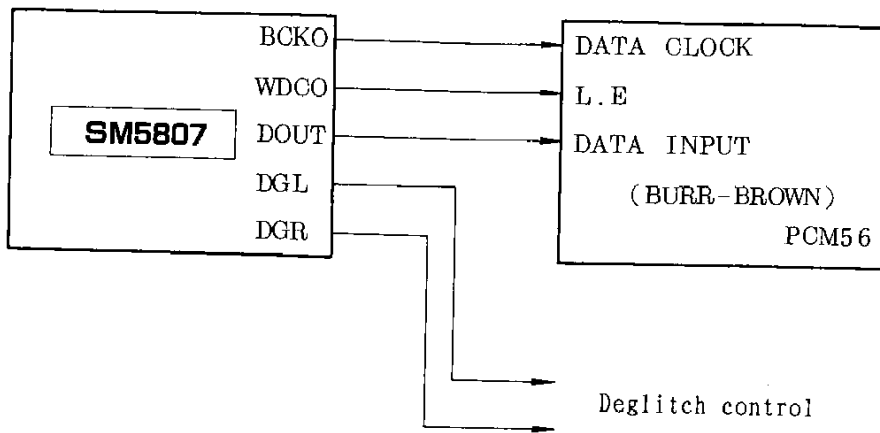 BCKO
WDCO
SM5807
DOUT
DGL
DGR
DATA CLOCK
L.E
DATA INPUT
(BURR-BROWN)
PCM56
Deglitch control